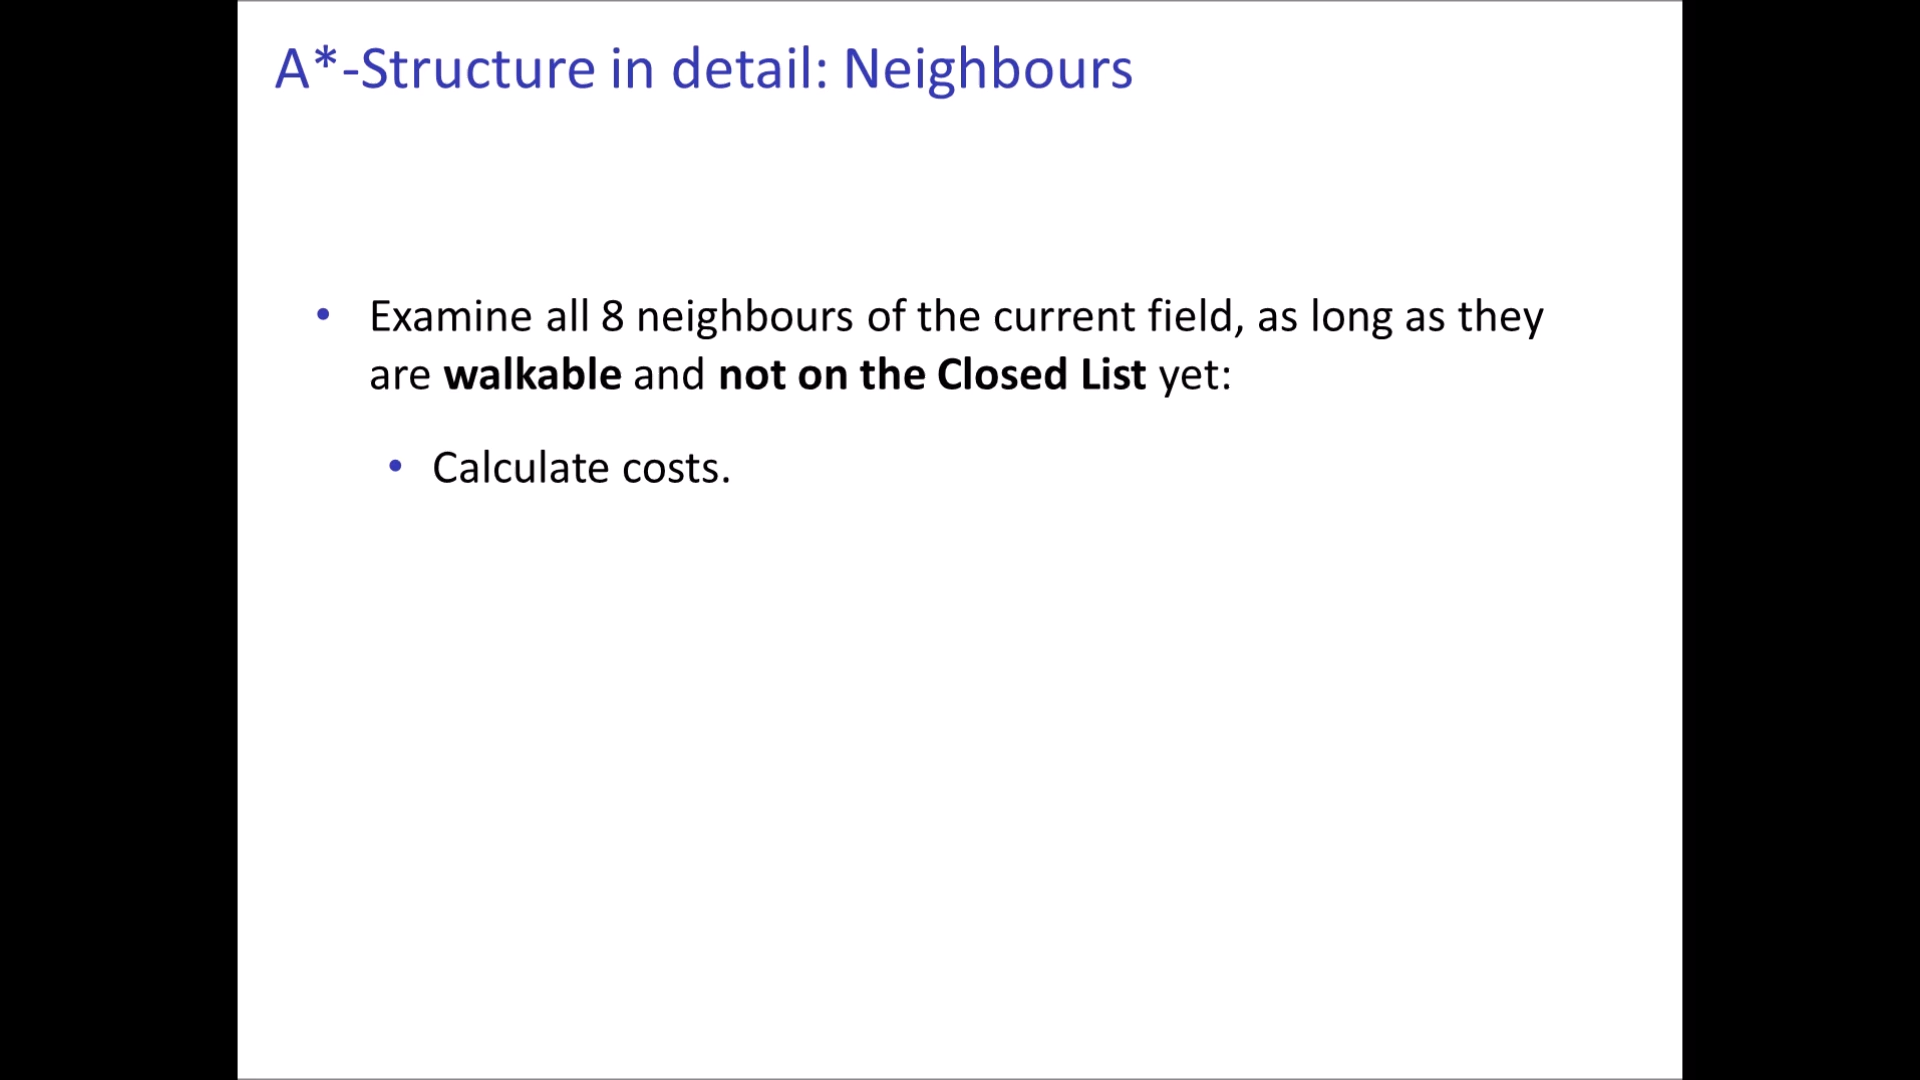 A*-Structure in detail: Neighbours
• Examine all 8 neighbours of the current field, as long as they
are walkable and not on the Closed List yet:
• Calculate costs.